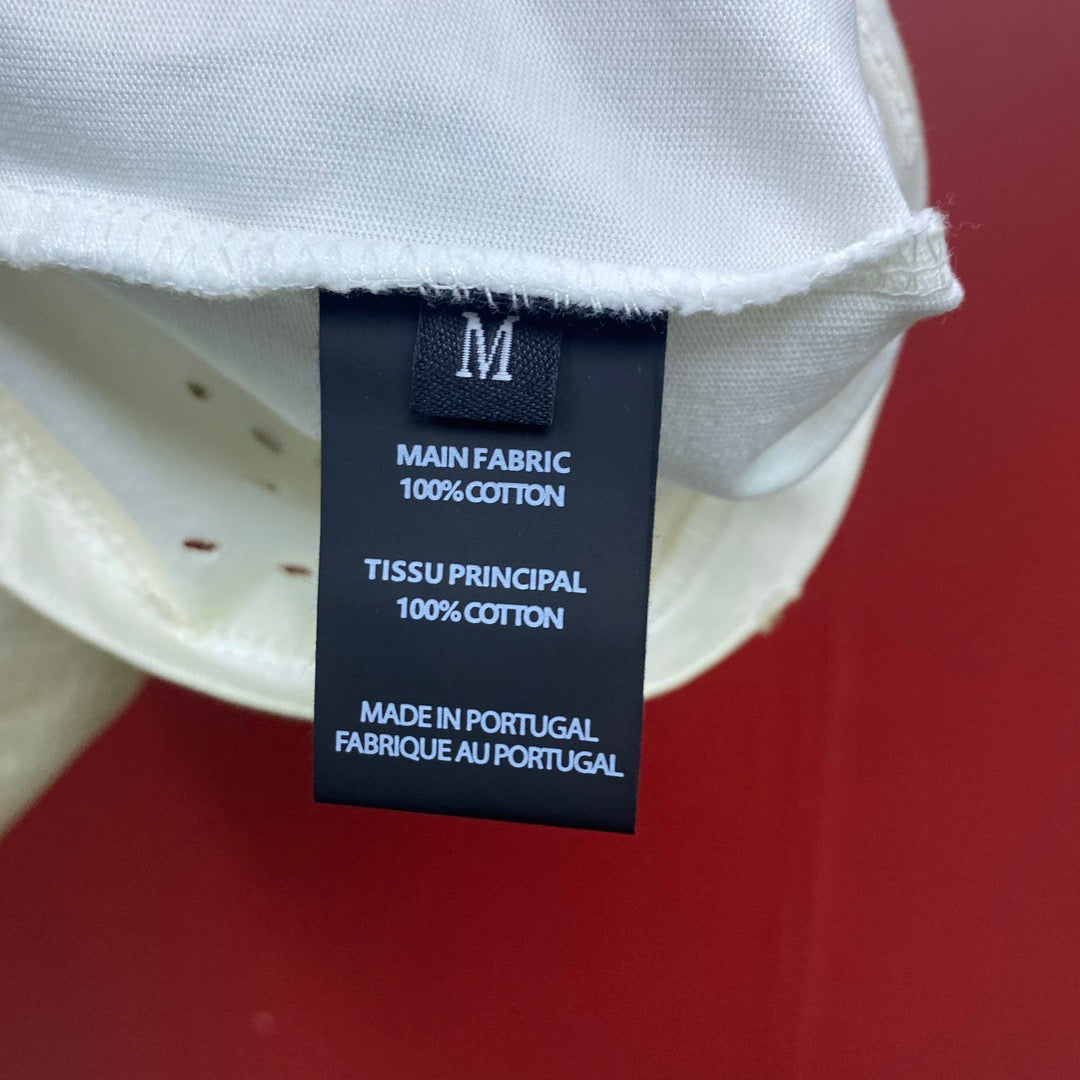 M
MAIN FABRIC
100% COTTON
TISSU PRINCIPAL
100% COTTON
MADE IN PORTUGAL
FABRIQUE AU PORTUGAL